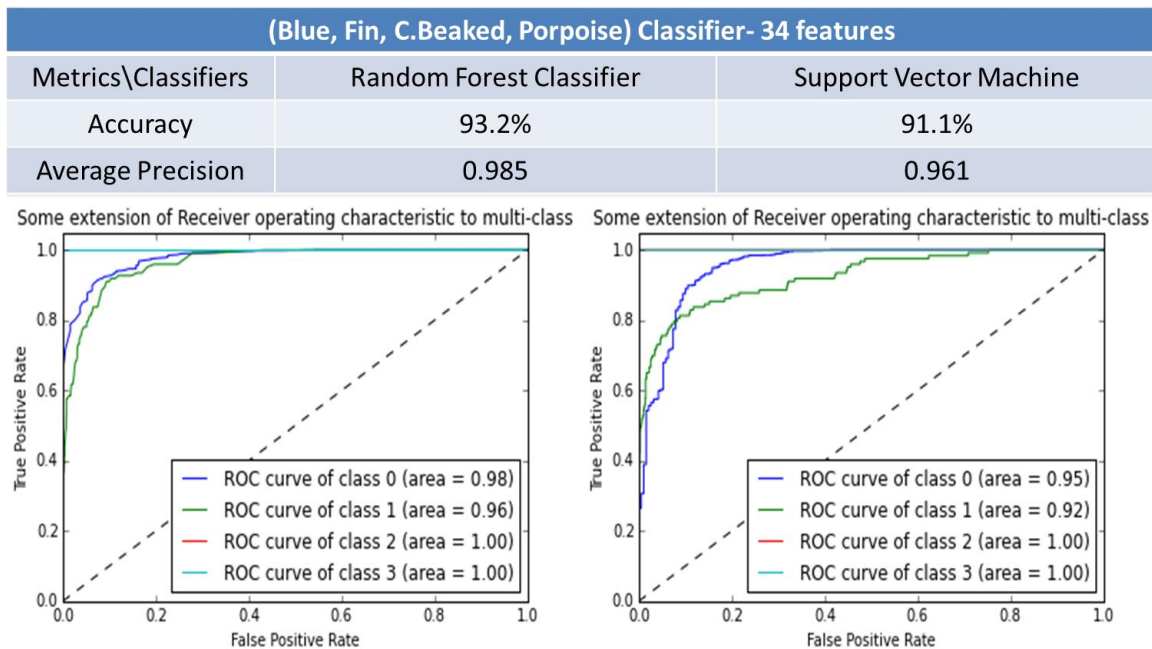 (Blue, Fin, C.Beaked, Porpoise) Classifier- 34 features
Metrics\Classifiers Random Forest Classifier Support Vector Machine
Accuracy 93.2% 91.1%
Average Precision 0.985 0.961
Some extension of Receiver operating characteristic to multi-class
1.0
0.8
0.6
0.4
0.2
0.0
True Positive Rate
ROC curve of class 0 (area = 0.98)
ROC curve of class 1 (area = 0.96)
ROC curve of class 2 (area = 1.00)
ROC curve of class 3 (area = 1.00)
0.0 0.2 0.4 0.6 0.8 1.0
False Positive Rate
Some extension of Receiver operating characteristic to multi-class
1.0
0.8
0.6
0.4
0.2
0.0
True Positive Rate
ROC curve of class 0 (area = 0.95)
ROC curve of class 1 (area = 0.92)
ROC curve of class 2 (area = 1.00)
ROC curve of class 3 (area = 1.00)
0.0 0.2 0.4 0.6 0.8 1.0
False Positive Rate